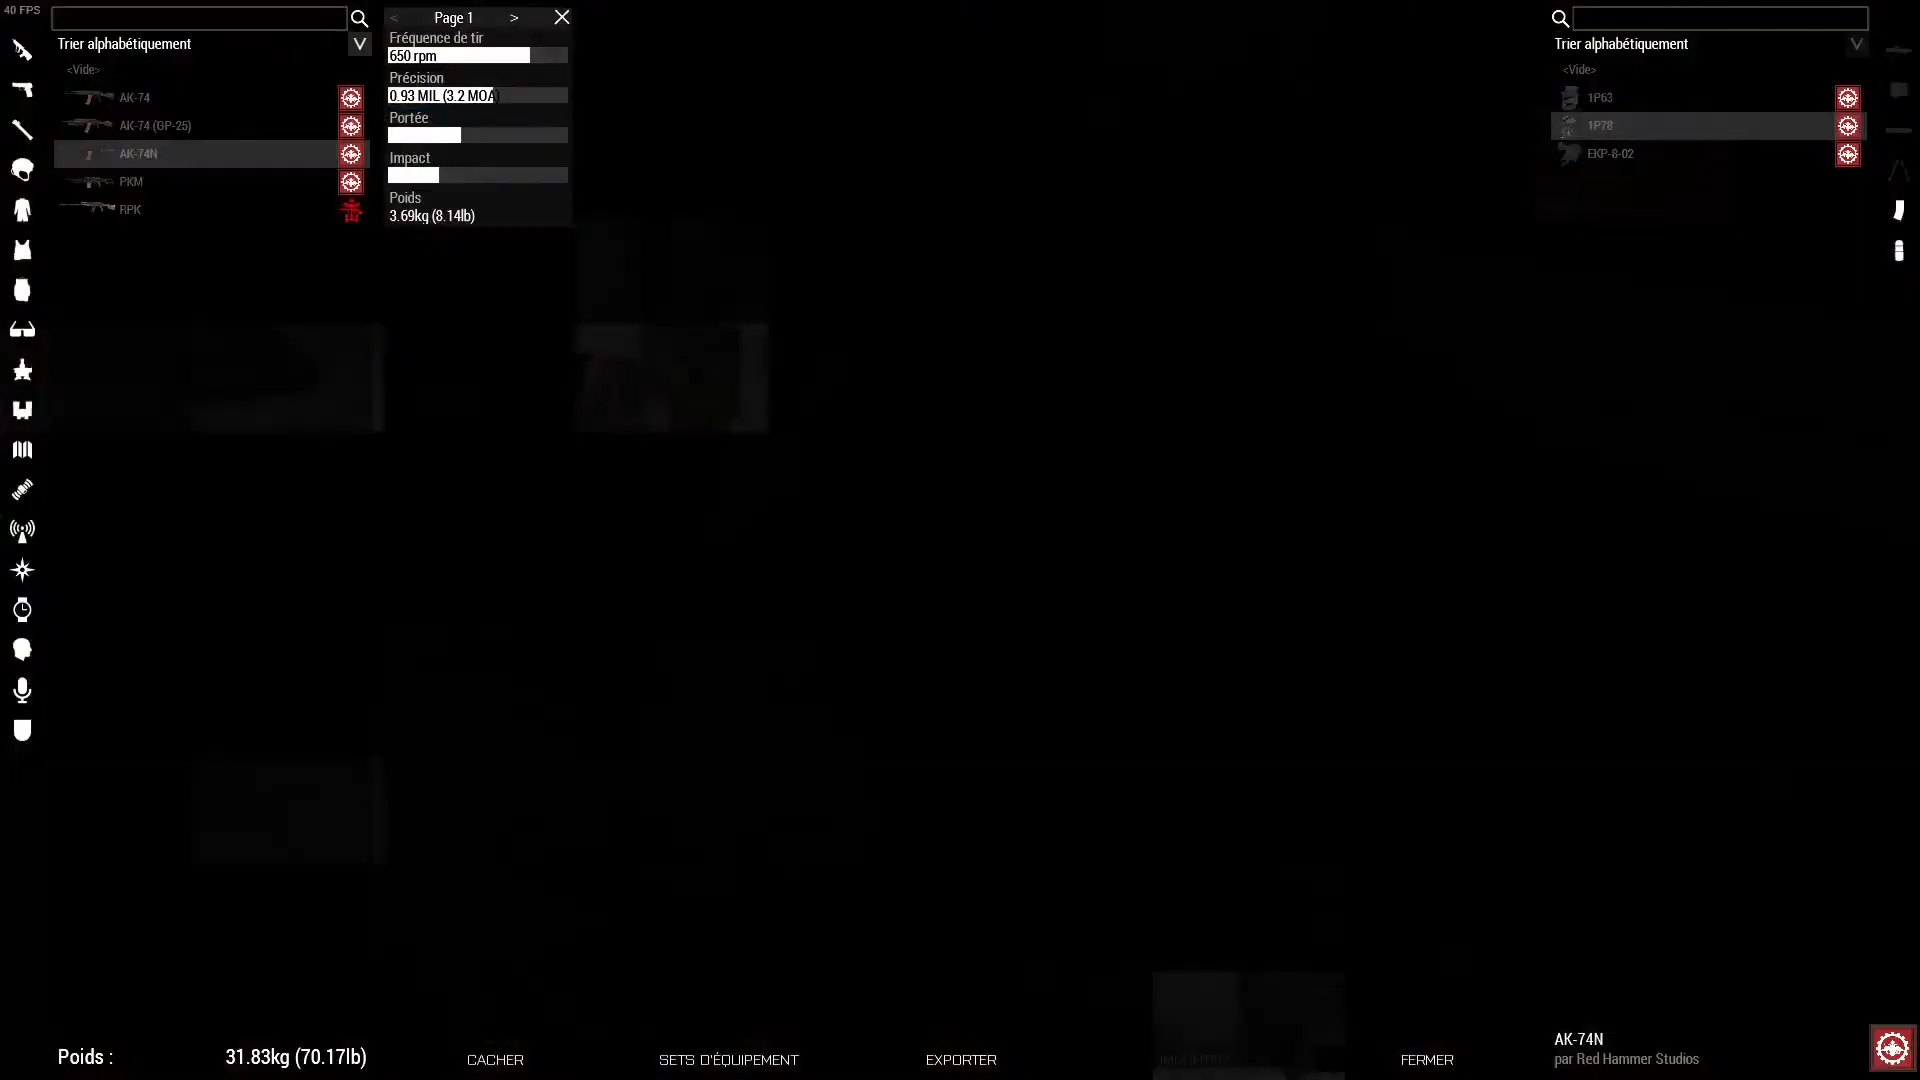 40 FPS
Trier alphabétiquement
V
<Vide>
AK-74
AK-74 (GP-25)
AK-74N
PKM
RPK
< Page 1 >
Fréquence de tir
650 rpm
Précision
0.93 MIL (3.2 MOA)
Portée
Impact
Poids
3.69kg (8.14lb)
Trier alphabétiquement
V
<Vide>
1P63
1P78
EKP-8-02
Poids :
31.83kg (70.17lb)
CACHER
SETS D'ÉQUIPEMENT
EXPORTER
FERMER
AK-74N
par Red Hammer Studios